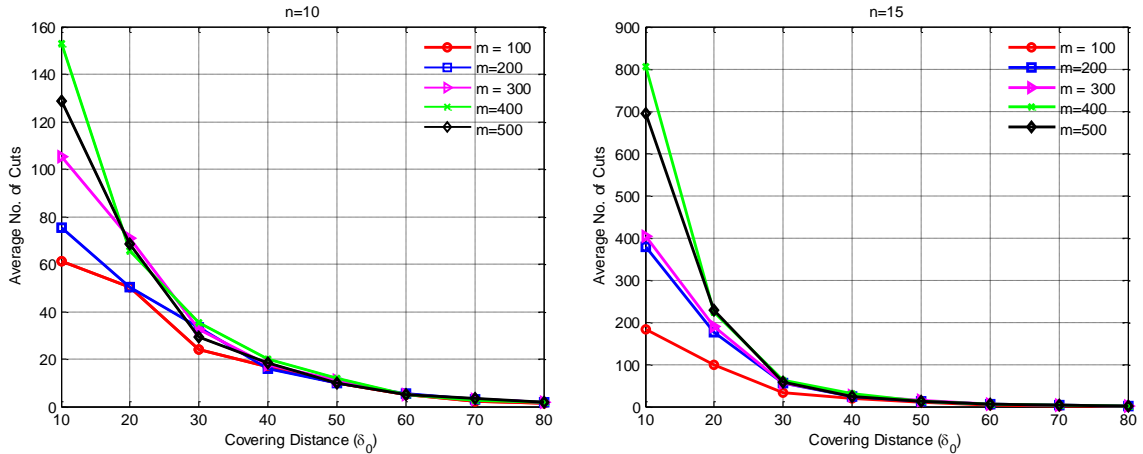 n=10
160
140
120
100
80
60
40
20
0
Average No. of Cuts
m = 100
m=200
m = 300
m=400
m=500
10 20 30 40 50 60 70 80
Covering Distance (δ0)
n=15
900
800
700
600
500
400
300
200
100
0
Average No. of Cuts
m = 100
m=200
m = 300
m=400
m=500
10 20 30 40 50 60 70 80
Covering Distance (δ0)